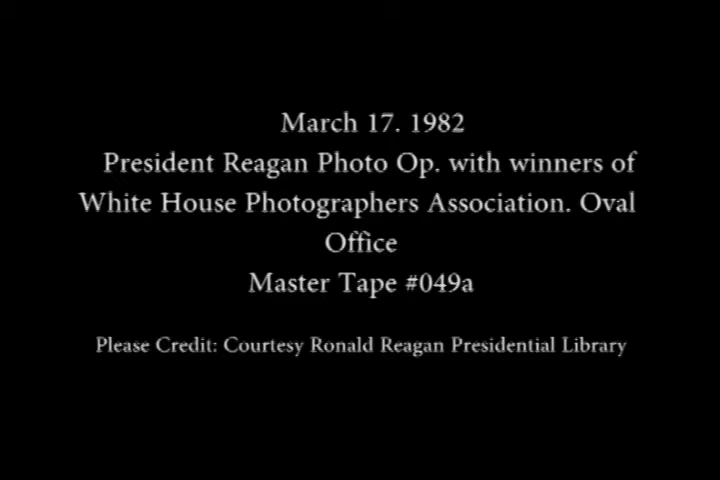 March 17. 1982
President Reagan Photo Op. with winners of
White House Photographers Association. Oval
Office
Master Tape #049a
Please Credit: Courtesy Ronald Reagan Presidential Library